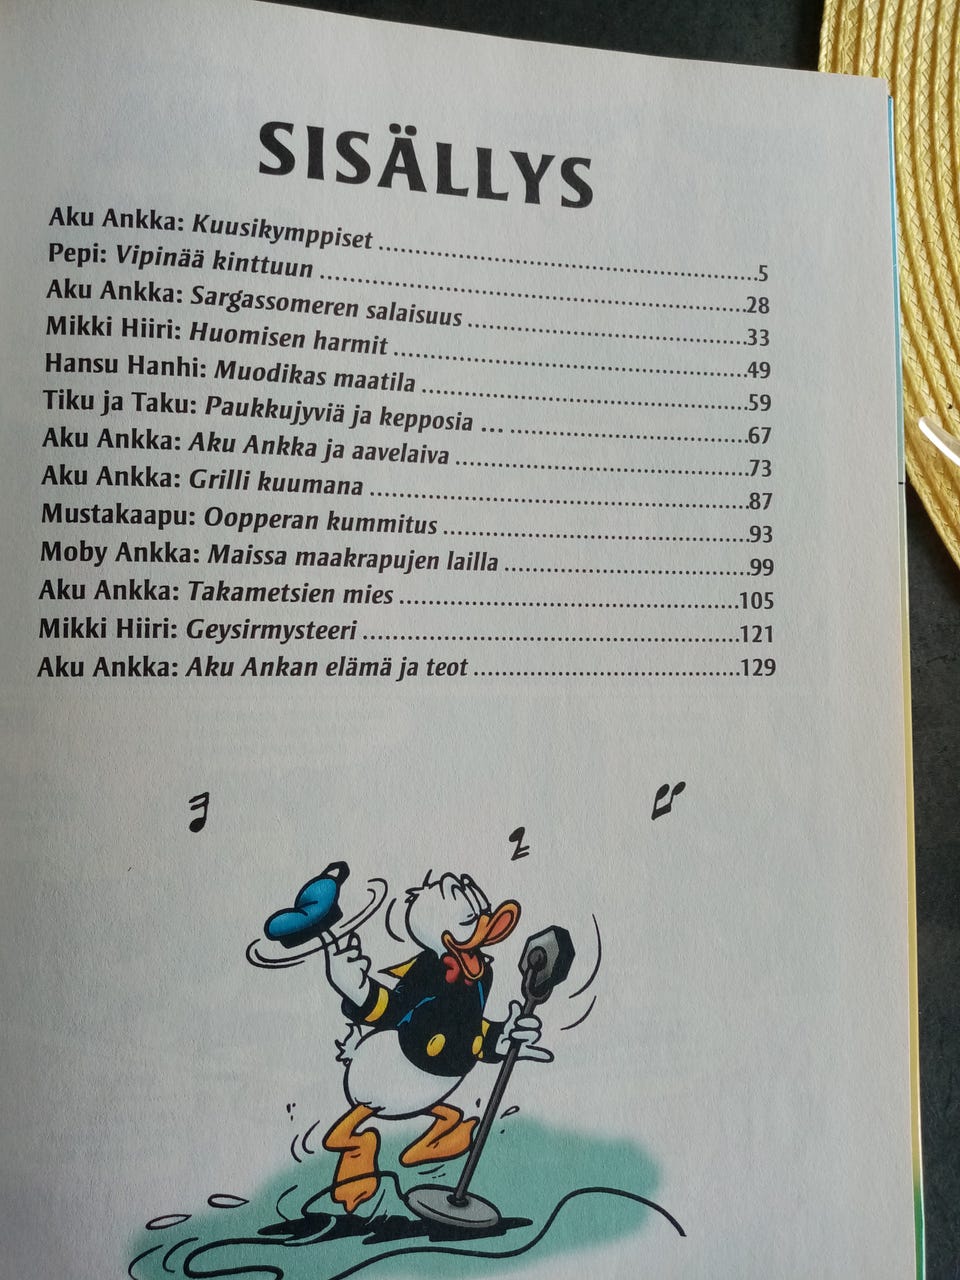 SISÄLLYS
Aku Ankka: Kuusikymppiset ..................................................5
Pepi: Vipinää kinttuun ..................................................28
Aku Ankka: Sargassomeren salaisuus ..................................................33
Mikki Hiiri: Huomisen harmit ..................................................49
Hansu Hanhi: Muodikas maatila ..................................................59
Tiku ja Taku: Paukkujyviä ja kepposia ... ..................................................67
Aku Ankka: Aku Ankka ja aavelaiva ..................................................73
Aku Ankka: Grilli kuumana ..................................................87
Mustakaapu: Oopperan kummitus ..................................................93
Moby Ankka: Maissa maakrapujen lailla ..................................................99
Aku Ankka: Takametsien mies ..................................................105
Mikki Hiiri: Geysirmysteeri ..................................................121
Aku Ankka: Aku Ankan elämä ja teot ..................................................129